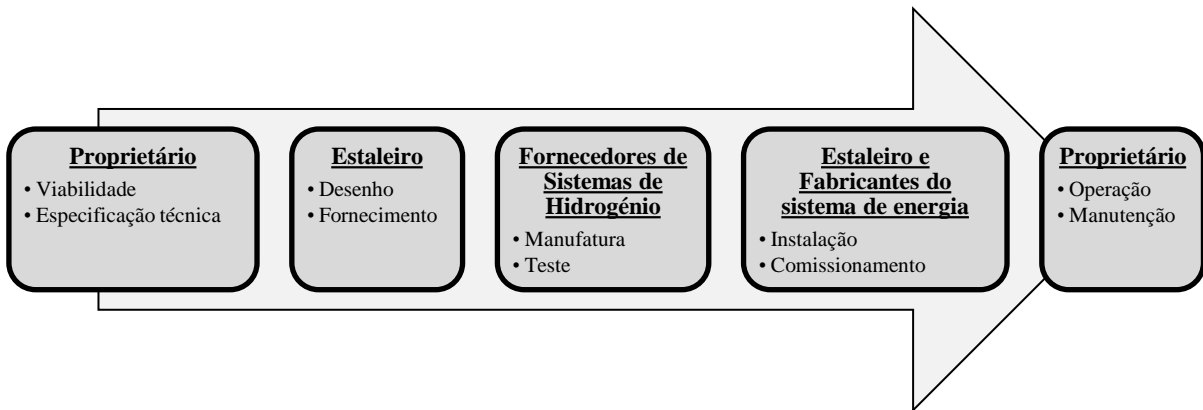 Proprietário
• Viabilidade
• Especificação técnica
Estaleiro
• Desenho
• Fornecimento
Fornecedores de
Sistemas de
Hidrogénio
• Manufatura
• Teste
Estaleiro e
Fabricantes do
sistema de energia
• Instalação
• Comissionamento
Proprietário
• Operação
• Manutenção